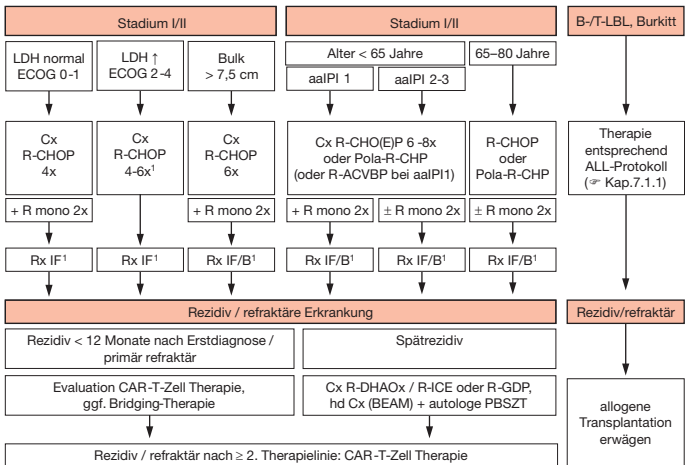 Stadium I/II
Stadium I/II
B-/T-LBL, Burkitt
LDH normal
ECOG 0-1
LDH ↑
ECOG 2-4
Bulk
> 7,5 cm
Alter < 65 Jahre
65–80 Jahre
aaIPI 1
aaIPI 2-3
Cx
R-CHOP
4x
Cx
R-CHOP
4-6x¹
Cx
R-CHOP
6x
Cx R-CHO(E)P 6 -8x
oder Pola-R-CHP
(oder R-ACVBP bei aaIPI1)
R-CHOP
oder
Pola-R-CHP
Therapie
entsprechend
ALL-Protokoll
(☞ Kap.7.1.1)
+ R mono 2x
+ R mono 2x
+ R mono 2x
± R mono 2x
± R mono 2x
Rx IF¹
Rx IF¹
Rx IF/B¹
Rx IF/B¹
Rx IF/B¹
Rx IF/B¹
Rezidiv / refraktäre Erkrankung
Rezidiv/refraktär
Rezidiv < 12 Monate nach Erstdiagnose /
primär refraktär
Spätrezidiv
Evaluation CAR-T-Zell Therapie,
ggf. Bridging-Therapie
Cx R-DHAOx / R-ICE oder R-GDP,
hd Cx (BEAM) + autologe PBSZT
allogene
Transplantation
erwägen
Rezidiv / refraktär nach ≥ 2. Therapielinie: CAR-T-Zell Therapie